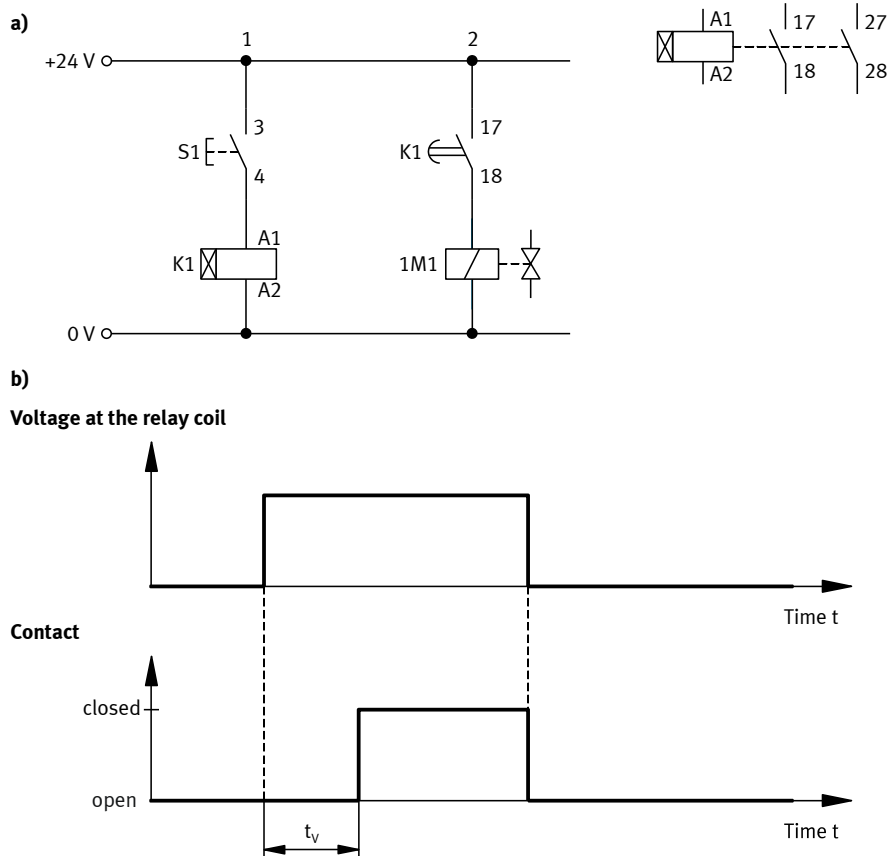 a)
1
2
+24 V
3
S1
4
17
K1
18
A1
K1
A2
1M1
0 V
A1
A2
17
18
27
28
b)
Voltage at the relay coil
Time t
Contact
closed
open
tV
Time t